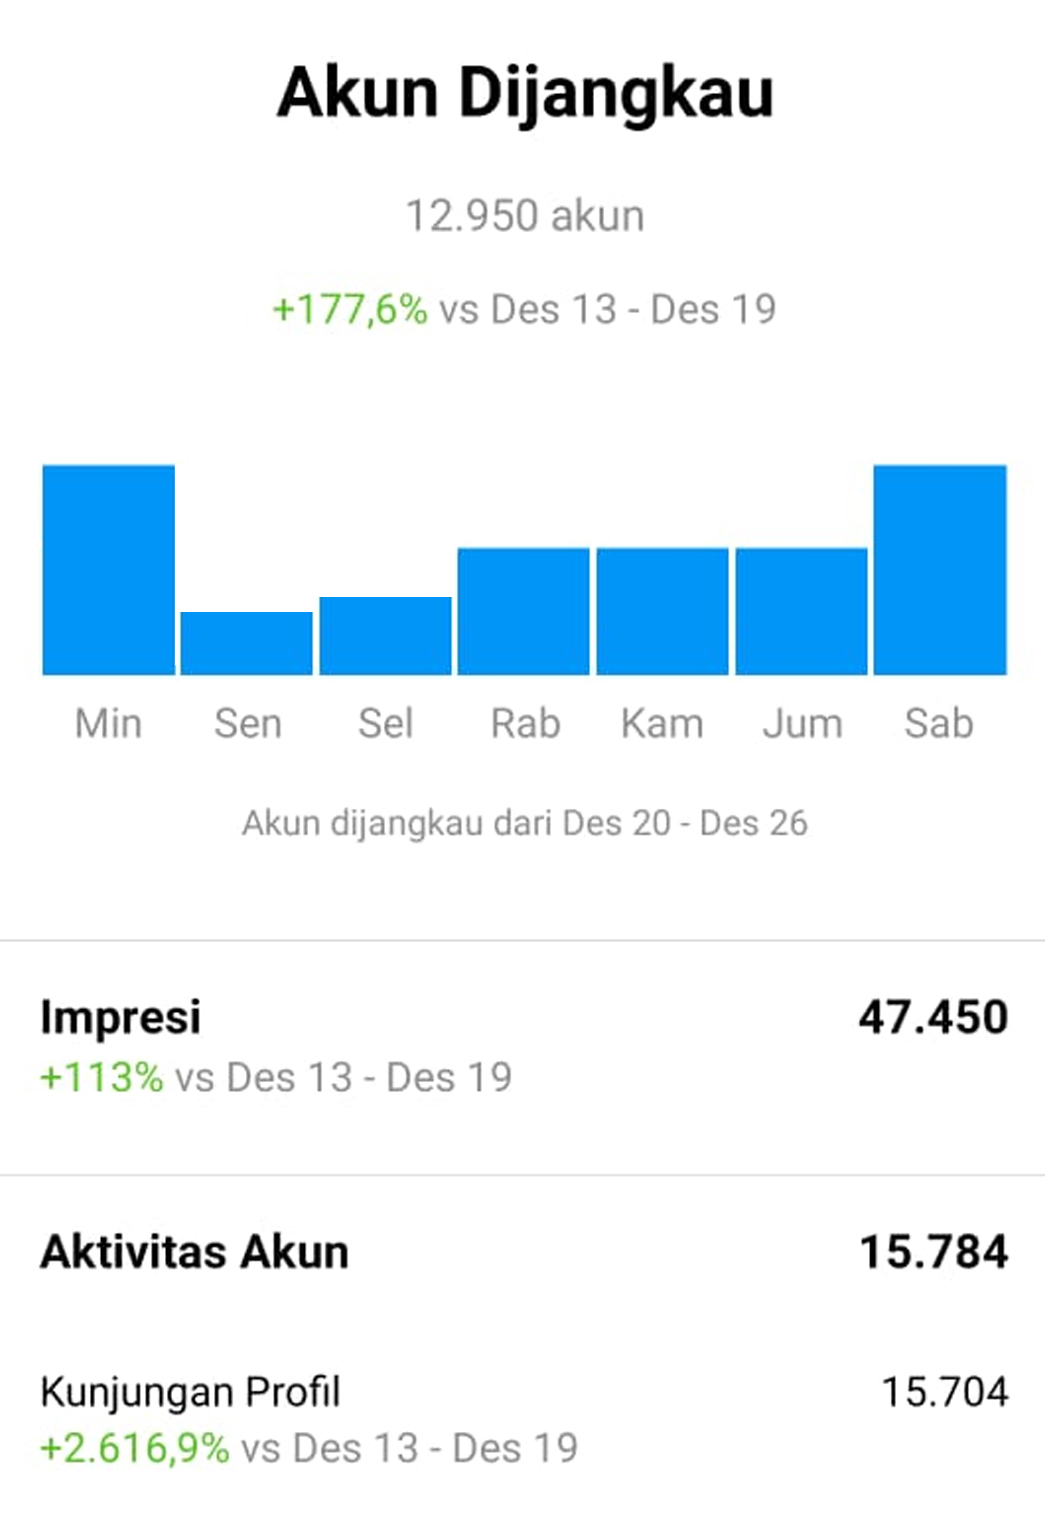 Akun Dijangkau
12.950 akun
+177,6% vs Des 13 - Des 19
Min Sen Sel Rab Kam Jum Sab
Akun dijangkau dari Des 20 - Des 26
Impresi 47.450
+113% vs Des 13 - Des 19
Aktivitas Akun 15.784
Kunjungan Profil 15.704
+2.616,9% vs Des 13 - Des 19